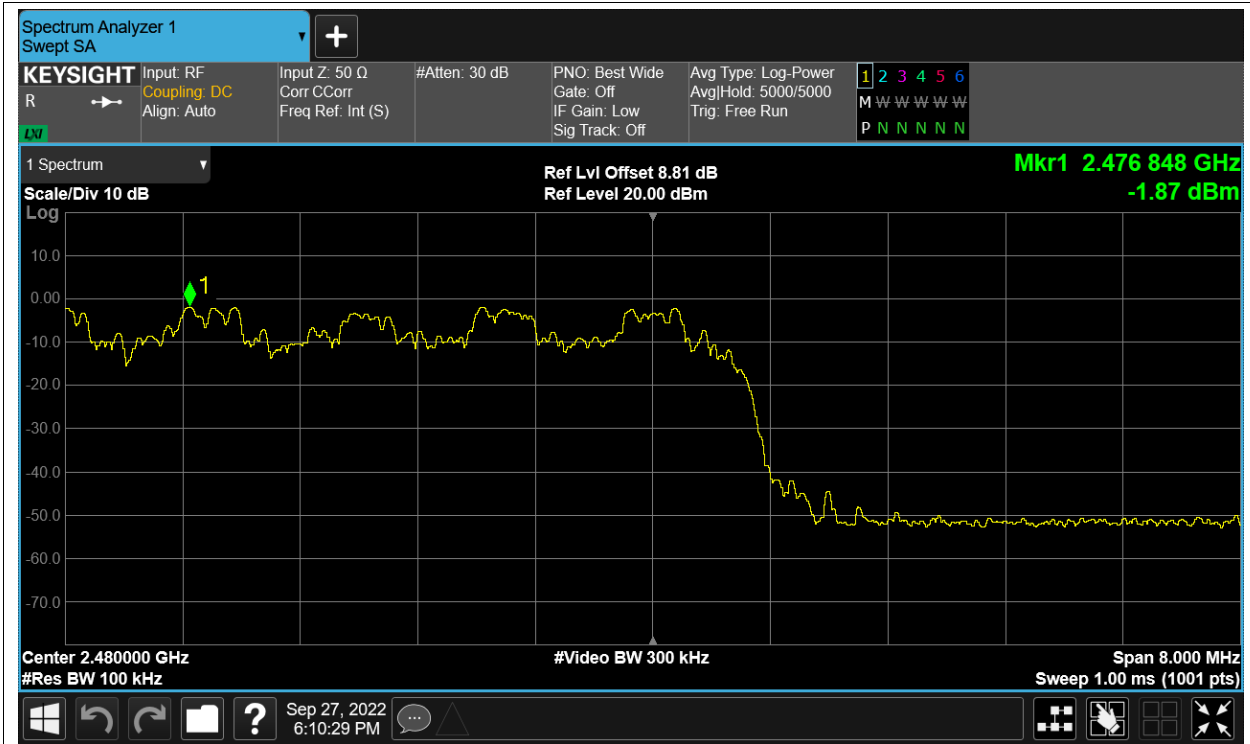 Spectrum Analyzer 1
Swept SA
KEYSIGHT
R
LXI
Input: RF
Coupling: DC
Align: Auto
Input Z: 50 Ω
Corr CCorr
Freq Ref: Int (S)
#Atten: 30 dB
PNO: Best Wide
Gate: Off
IF Gain: Low
Sig Track: Off
Avg Type: Log-Power
Avg|Hold: 5000/5000
Trig: Free Run
1 2 3 4 5 6
M W W W W W
P N N N N N
1 Spectrum
Scale/Div 10 dB
Log
Ref Lvl Offset 8.81 dB
Ref Level 20.00 dBm
Mkr1 2.476 848 GHz
-1.87 dBm
1
10.0
0.00
-10.0
-20.0
-30.0
-40.0
-50.0
-60.0
-70.0
Center 2.480000 GHz
#Res BW 100 kHz
#Video BW 300 kHz
Span 8.000 MHz
Sweep 1.00 ms (1001 pts)
?
Sep 27, 2022
6:10:29 PM